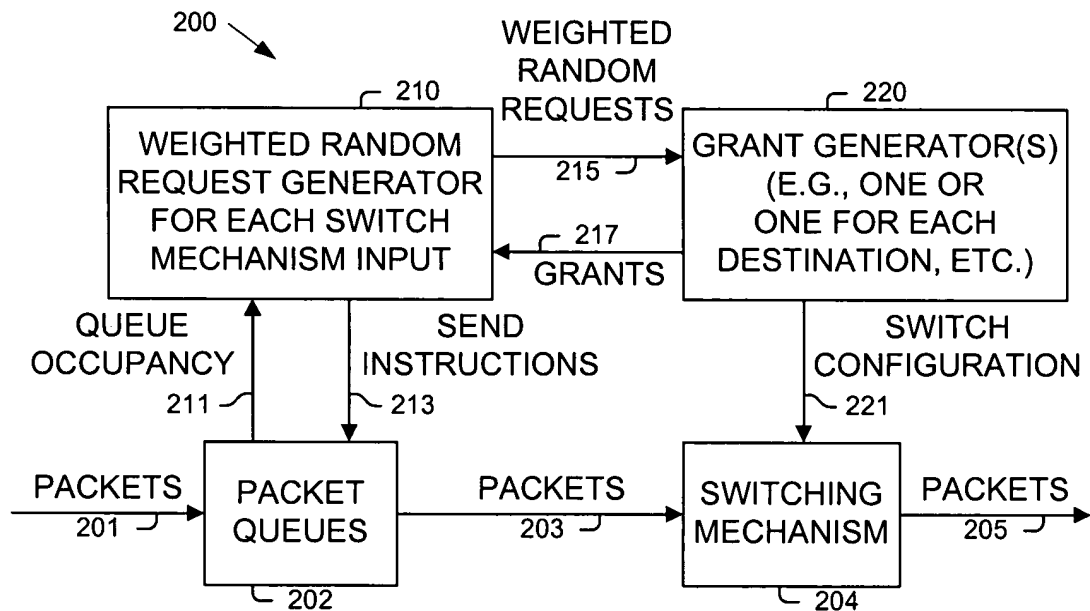 200
WEIGHTED
RANDOM
REQUESTS
210
220
WEIGHTED RANDOM
REQUEST GENERATOR
FOR EACH SWITCH
MECHANISM INPUT
215
217
GRANTS
GRANT GENERATOR(S)
(E.G., ONE OR
ONE FOR EACH
DESTINATION, ETC.)
QUEUE
OCCUPANCY
211
SEND
INSTRUCTIONS
213
SWITCH
CONFIGURATION
221
PACKETS
201
PACKET
QUEUES
202
PACKETS
203
SWITCHING
MECHANISM
204
PACKETS
205